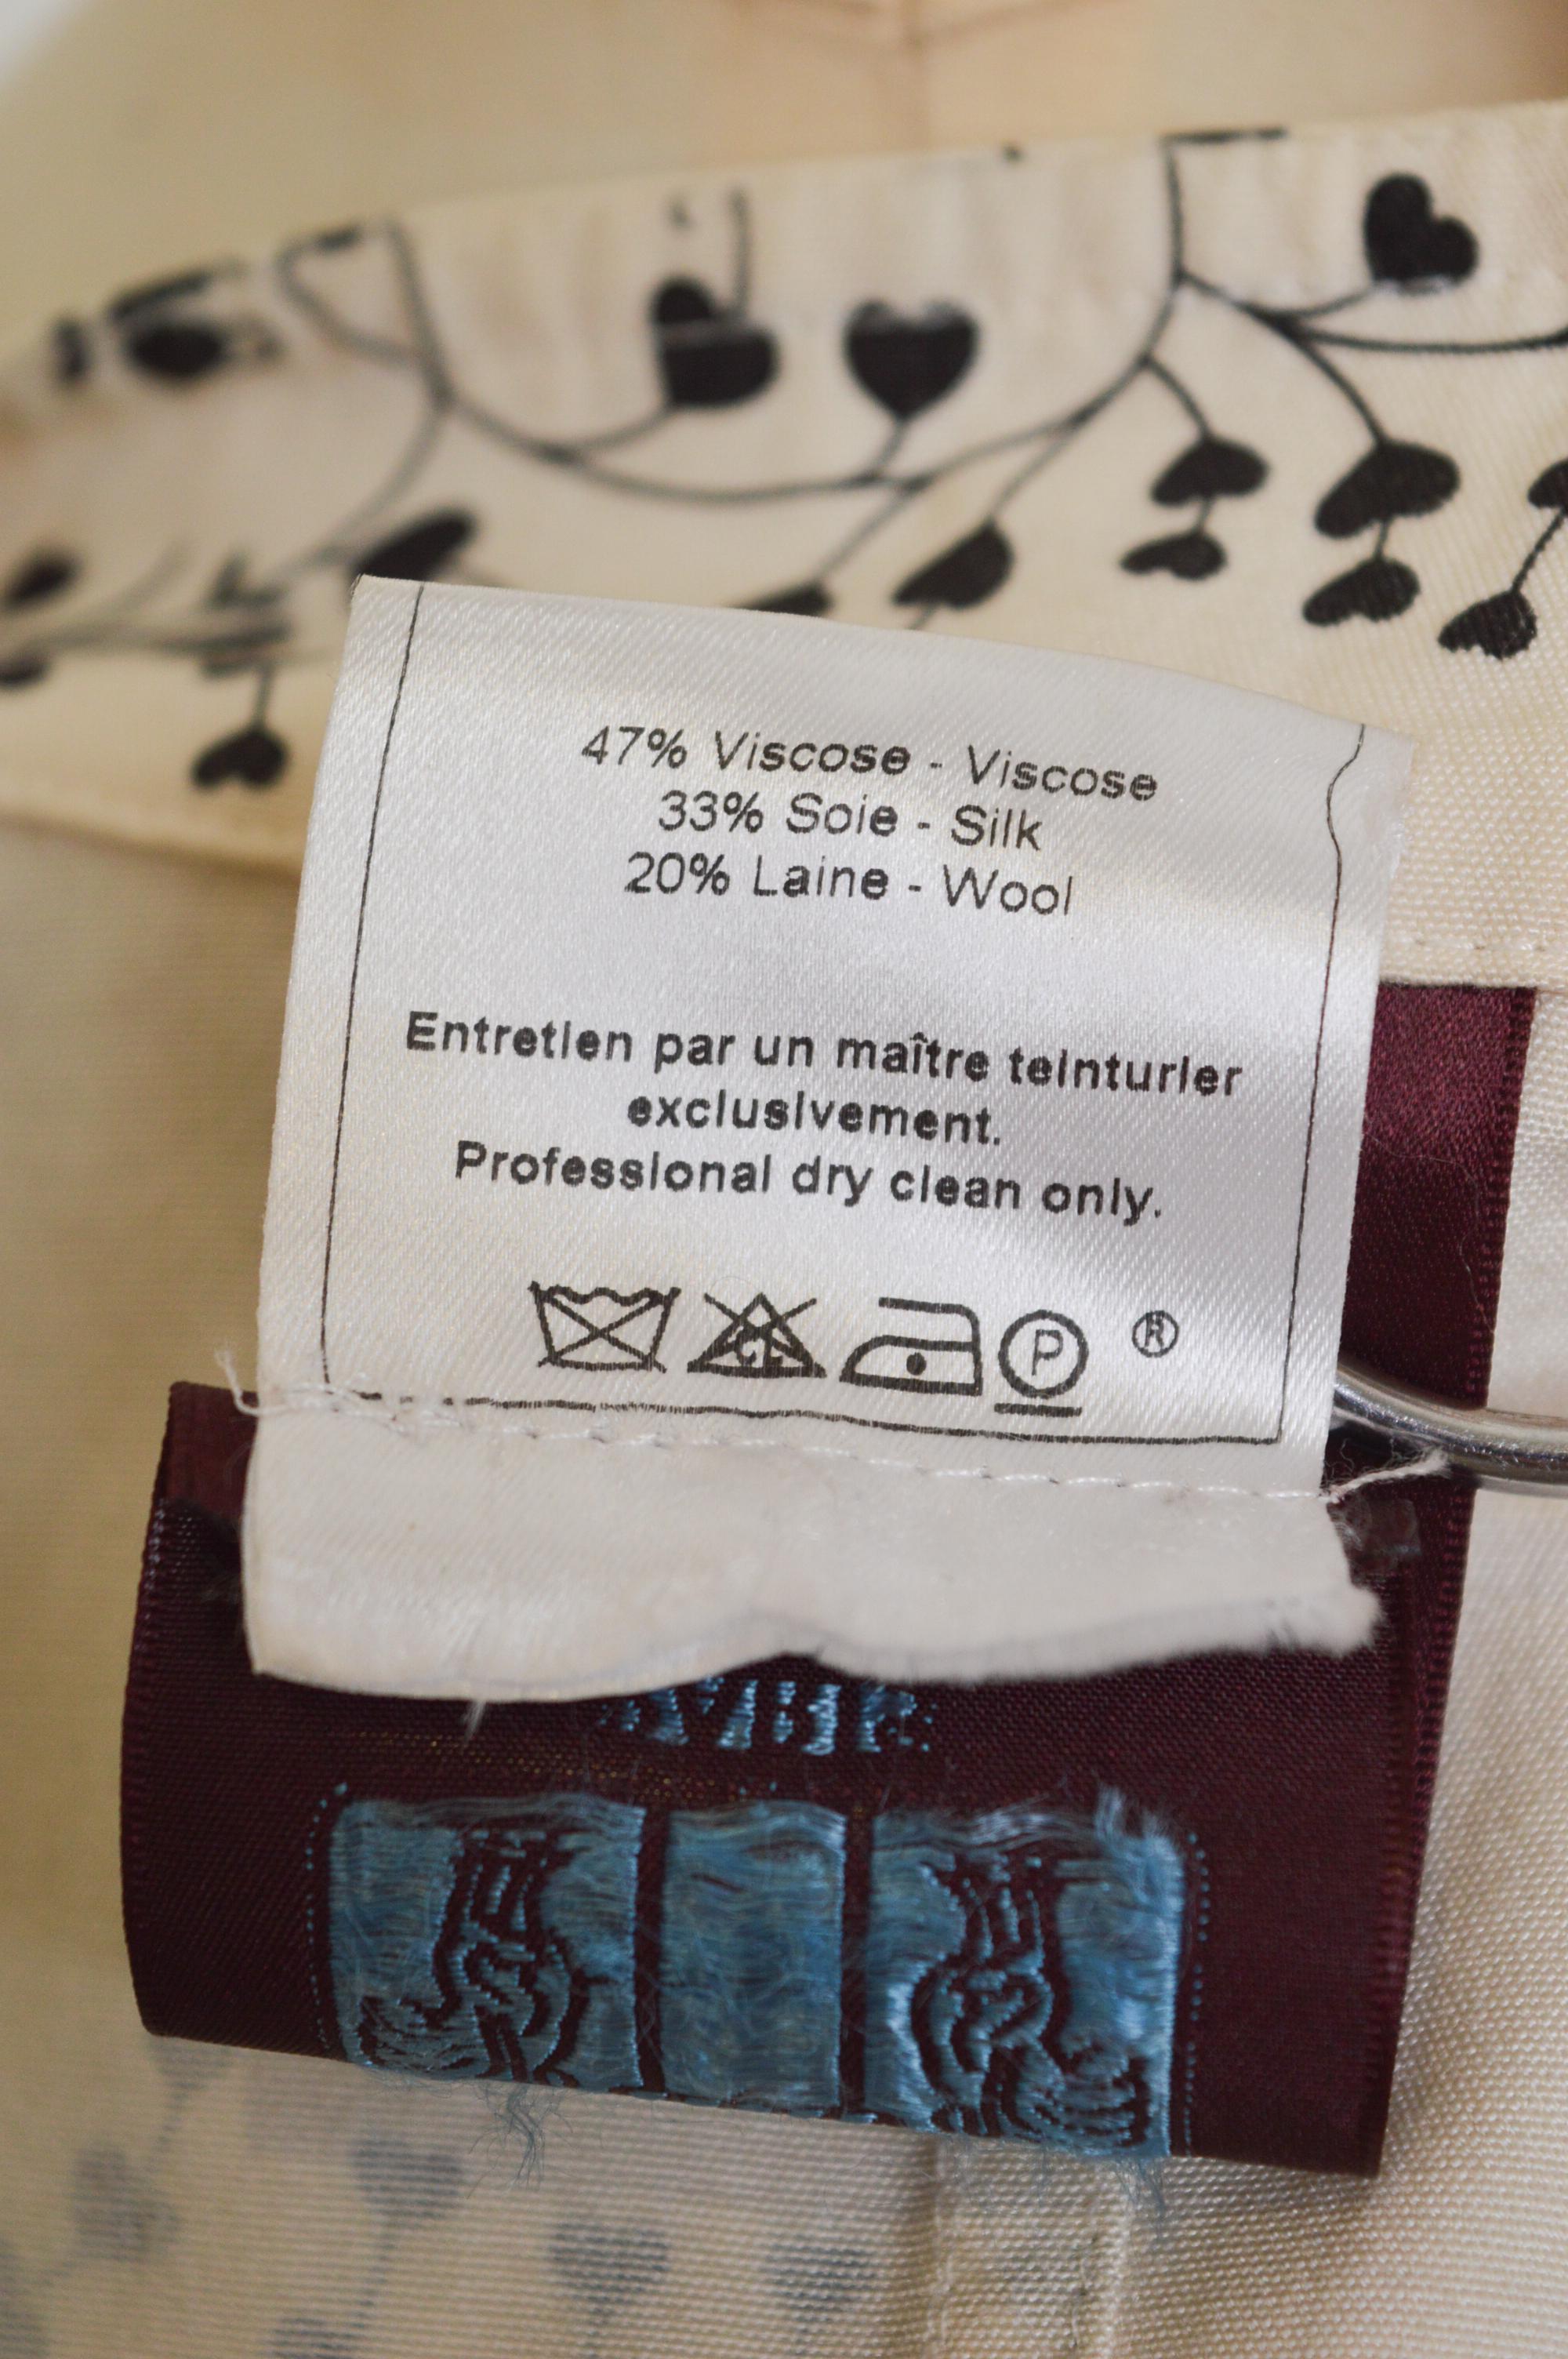 47% Viscose - Viscose
33% Soie - Silk
20% Laine - Wool
Entretien par un maître teinturier
exclusivement.
Professional dry clean only.
CL P ®